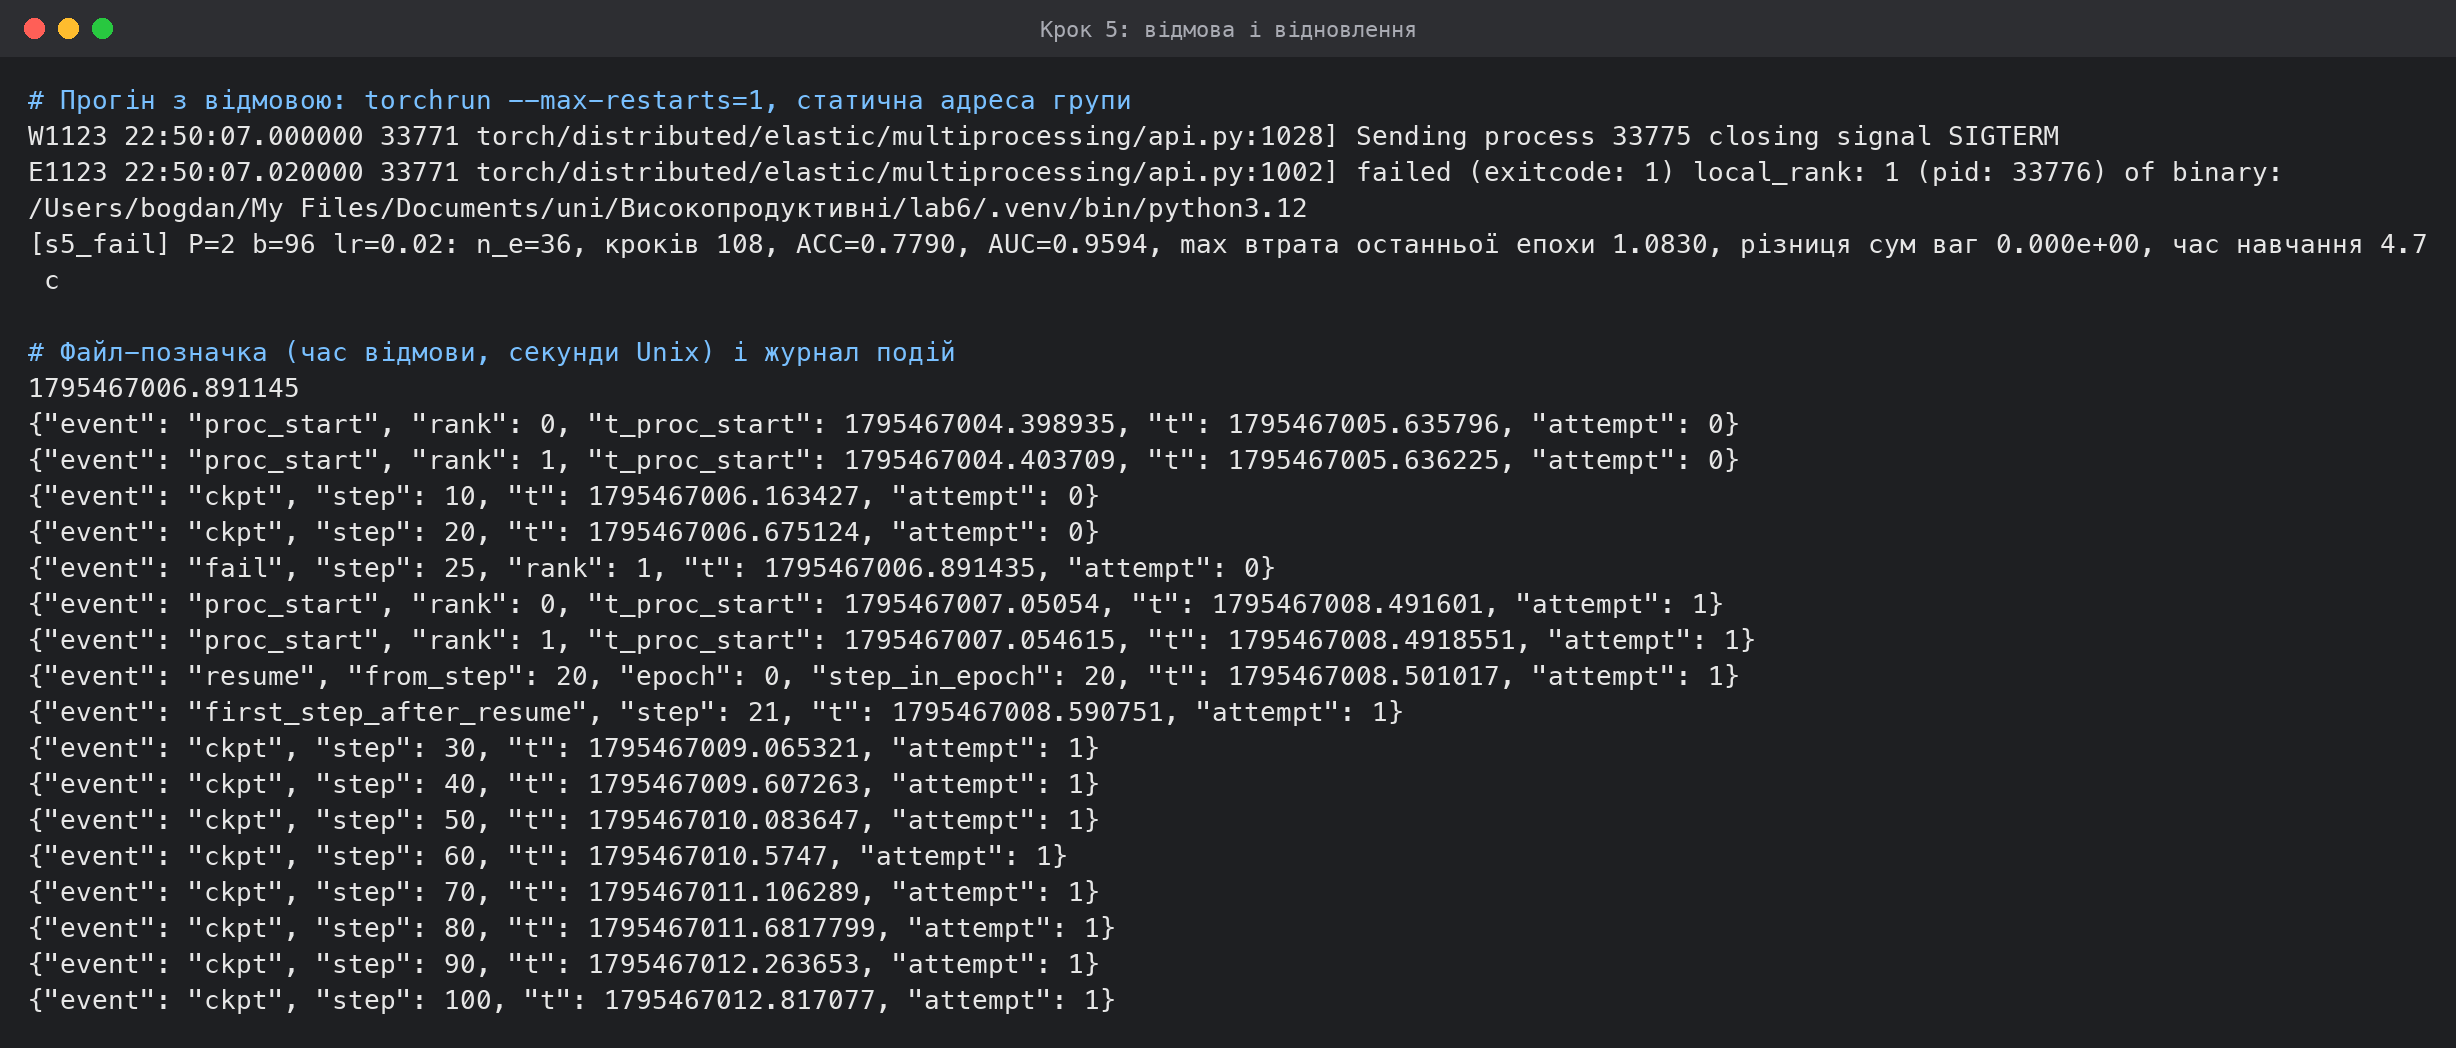 Крок 5: відмова і відновлення
# Прогін з відмовою: torchrun --max-restarts=1, статична адреса групи
W1123 22:50:07.000000 33771 torch/distributed/elastic/multiprocessing/api.py:1028] Sending process 33775 closing signal SIGTERM
E1123 22:50:07.020000 33771 torch/distributed/elastic/multiprocessing/api.py:1002] failed (exitcode: 1) local_rank: 1 (pid: 33776) of binary:
/Users/bogdan/My Files/Documents/uni/Високопродуктивні/lab6/.venv/bin/python3.12
[s5_fail] P=2 b=96 lr=0.02: n_e=36, кроків 108, ACC=0.7790, AUC=0.9594, max втрата останньої епохи 1.0830, різниця сум ваг 0.000e+00, час навчання 4.7
с
# Файл-позначка (час відмови, секунди Unix) і журнал подій
1795467006.891145
{"event": "proc_start", "rank": 0, "t_proc_start": 1795467004.398935, "t": 1795467005.635796, "attempt": 0}
{"event": "proc_start", "rank": 1, "t_proc_start": 1795467004.403709, "t": 1795467005.636225, "attempt": 0}
{"event": "ckpt", "step": 10, "t": 1795467006.163427, "attempt": 0}
{"event": "ckpt", "step": 20, "t": 1795467006.675124, "attempt": 0}
{"event": "fail", "step": 25, "rank": 1, "t": 1795467006.891435, "attempt": 0}
{"event": "proc_start", "rank": 0, "t_proc_start": 1795467007.05054, "t": 1795467008.491601, "attempt": 1}
{"event": "proc_start", "rank": 1, "t_proc_start": 1795467007.054615, "t": 1795467008.4918551, "attempt": 1}
{"event": "resume", "from_step": 20, "epoch": 0, "step_in_epoch": 20, "t": 1795467008.501017, "attempt": 1}
{"event": "first_step_after_resume", "step": 21, "t": 1795467008.590751, "attempt": 1}
{"event": "ckpt", "step": 30, "t": 1795467009.065321, "attempt": 1}
{"event": "ckpt", "step": 40, "t": 1795467009.607263, "attempt": 1}
{"event": "ckpt", "step": 50, "t": 1795467010.083647, "attempt": 1}
{"event": "ckpt", "step": 60, "t": 1795467010.5747, "attempt": 1}
{"event": "ckpt", "step": 70, "t": 1795467011.106289, "attempt": 1}
{"event": "ckpt", "step": 80, "t": 1795467011.6817799, "attempt": 1}
{"event": "ckpt", "step": 90, "t": 1795467012.263653, "attempt": 1}
{"event": "ckpt", "step": 100, "t": 1795467012.817077, "attempt": 1}